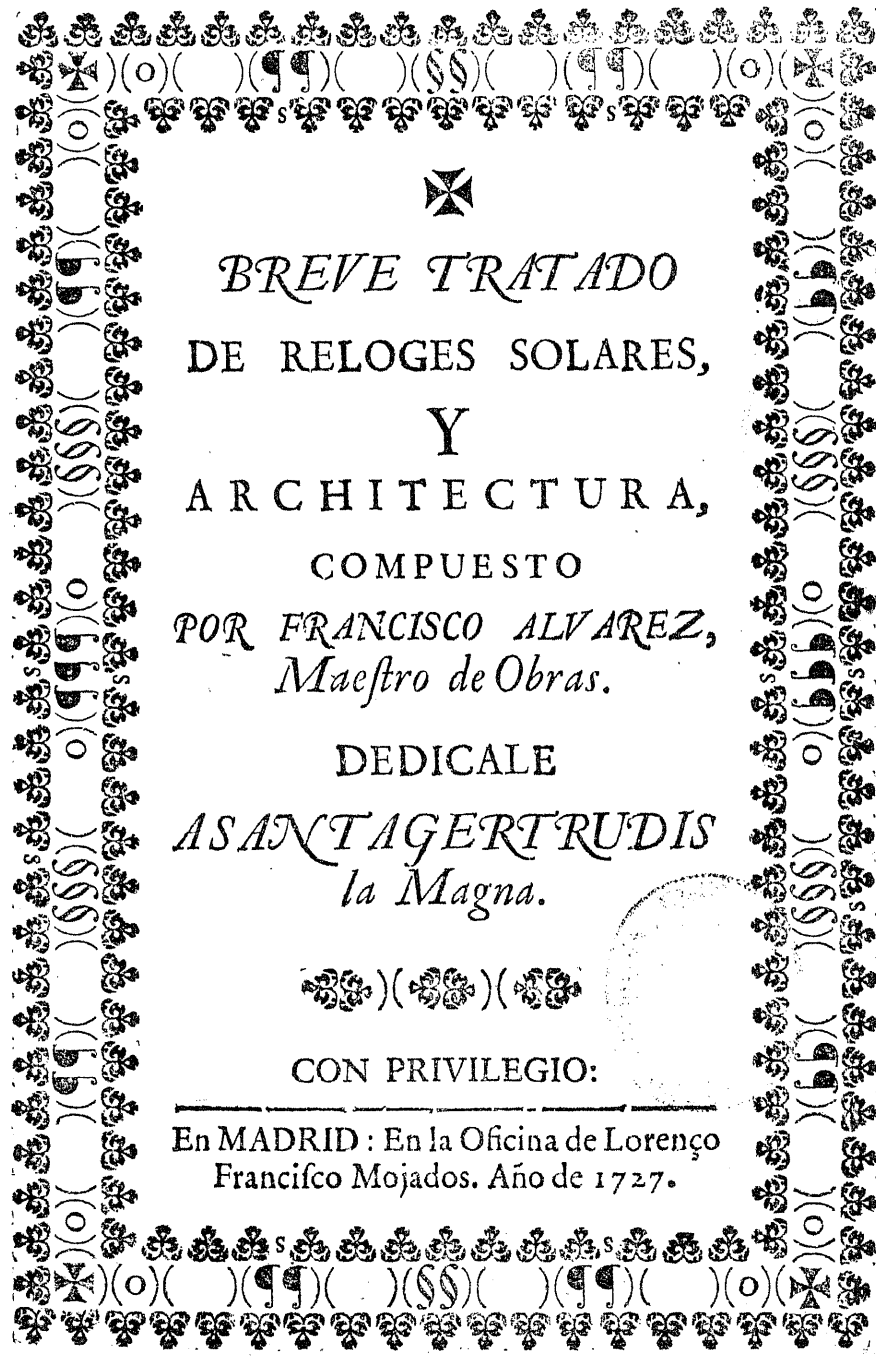 BREVE TRATADO
DE RELOGES SOLARES,
Y
ARCHITECTURA,
COMPUESTO
POR FRANCISCO ALVAREZ,
Maeſtro de Obras.
DEDICALE
A SANTA GERTRUDIS
la Magna.
CON PRIVILEGIO:
En MADRID : En la Oficina de Lorenço
Franciſco Mojados. Año de 1727.